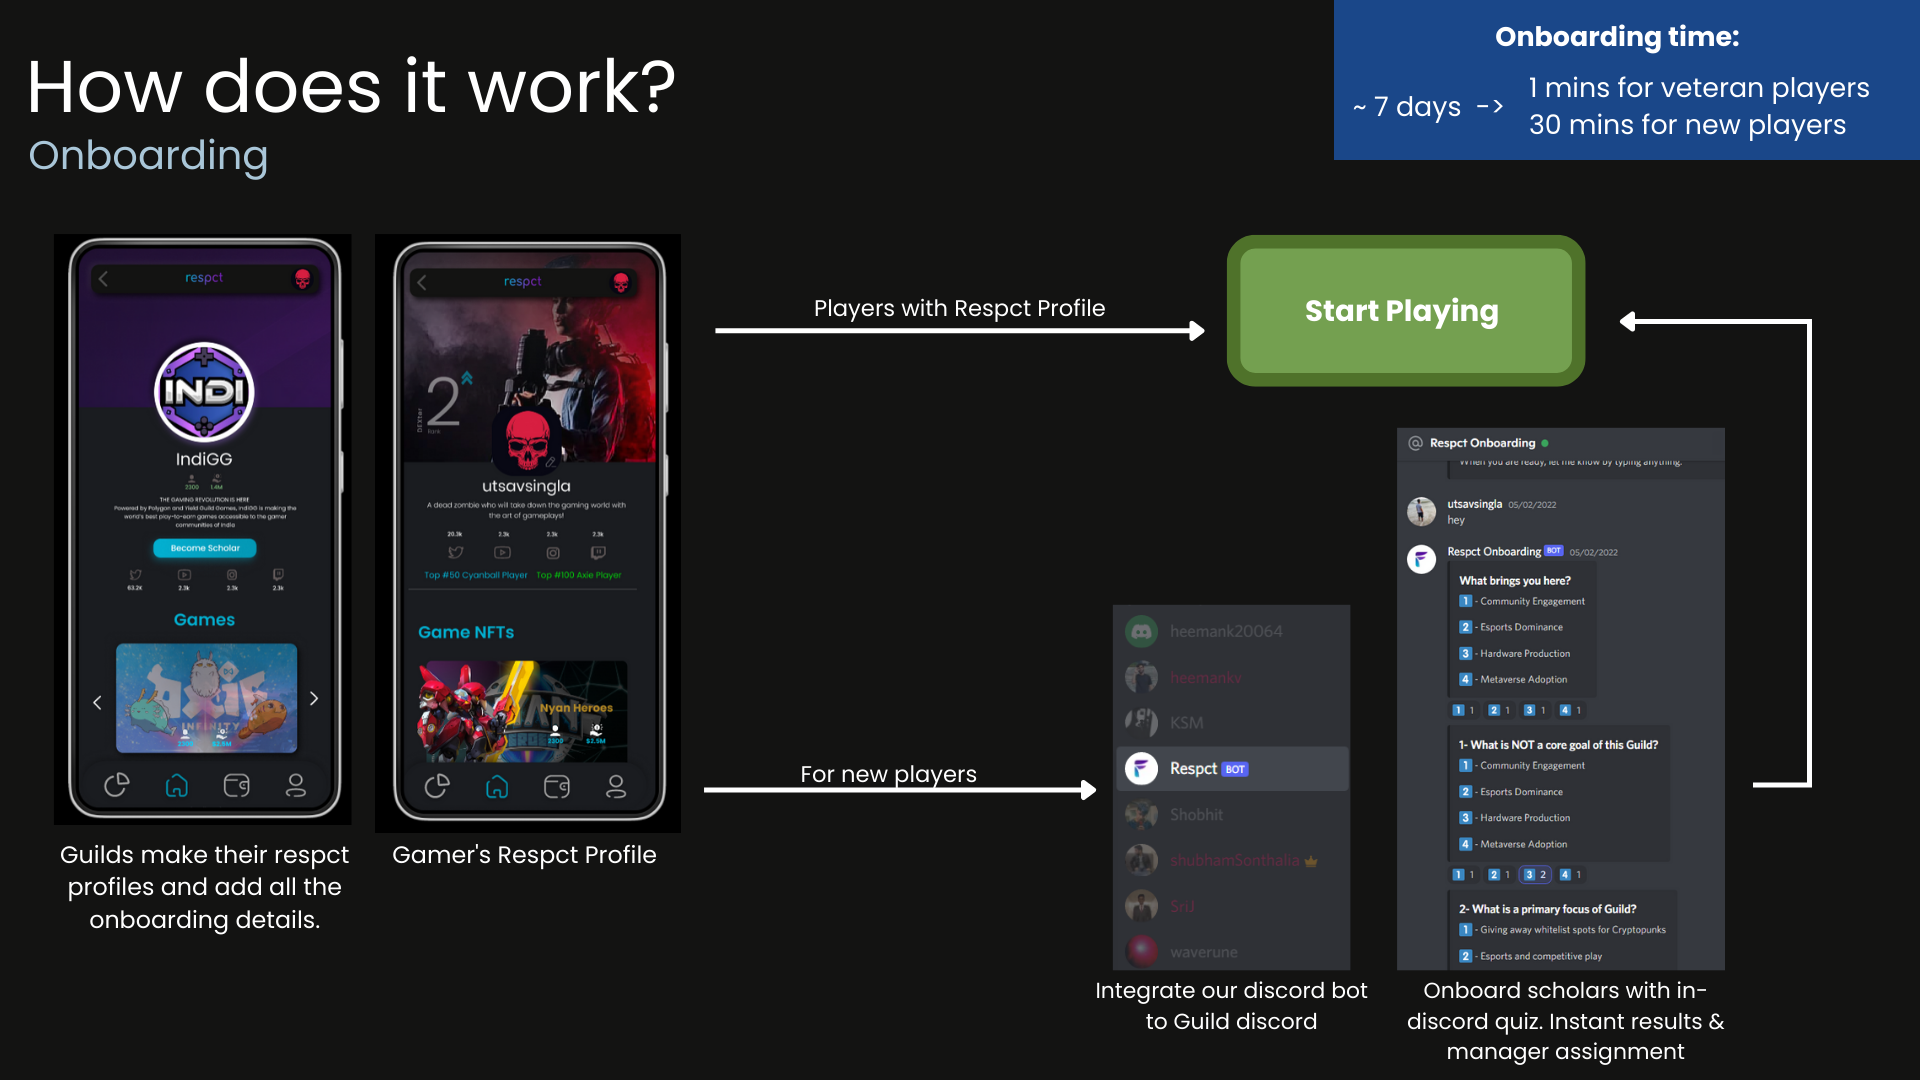 How does it work?
Onboarding
Onboarding time:
~ 7 days -> 
1 mins for veteran players
30 mins for new players
respct
INDI
IndiGG
2300 1.4M
THE GAMING REVOLUTION IS HERE
Powered by Polygon and Yield Guild Games, IndiGG is making the
world's best play-to-earn games accessible to the gamer
communities of India
Become Scholar
63.2K 2.3k 2.3k 2.3k
Games
AXIE
INFINITY
Guilds make their respct
profiles and add all the
onboarding details.
respct
2
Rank
utsavsingla
A dead zombie who will take down the gaming world with
the art of gameplays!
20.3k 2.3k 2.3k 2.3k
Top #50 Cyanball Player Top #100 Axie Player
Game NFTs
Nyan Heroes
2300 $2.5M
Gamer's Respct Profile
Players with Respct Profile
Start Playing
For new players
heemank20064
heemankv
KSM
Respct BOT
Shobhit
shubhamSonthalia
SriJ
waverune
Integrate our discord bot
to Guild discord
@ Respct Onboarding
When you are ready, let me know by typing anything.
utsavsingla 05/02/2022
hey
Respct Onboarding BOT 05/02/2022
What brings you here?
1 - Community Engagement
2 - Esports Dominance
3 - Hardware Production
4 - Metaverse Adoption
1 1 2 1 3 1 4 1
1- What is NOT a core goal of this Guild?
1 - Community Engagement
2 - Esports Dominance
3 - Hardware Production
4 - Metaverse Adoption
1 1 2 1 3 2 4 1
2- What is a primary focus of Guild?
1 - Giving away whitelist spots for Cryptopunks
2 - Esports and competitive play
Onboard scholars with in-
discord quiz. Instant results &
manager assignment